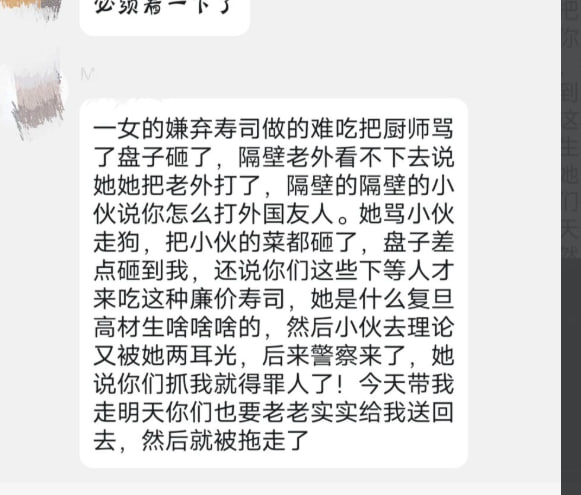 必须看一下了
M
一女的嫌弃寿司做的难吃把厨师骂
了盘子砸了，隔壁老外看不下去说
她她把老外打了，隔壁的隔壁的小
伙说你怎么打外国友人。她骂小伙
走狗，把小伙的菜都砸了，盘子差
点砸到我，还说你们这些下等人才
来吃这种廉价寿司，她是什么复旦
高材生啥啥啥的，然后小伙去理论
又被她两耳光，后来警察来了，她
说你们抓我就得罪人了！今天带我
走明天你们也要老老实实给我送回
去，然后就被拖走了